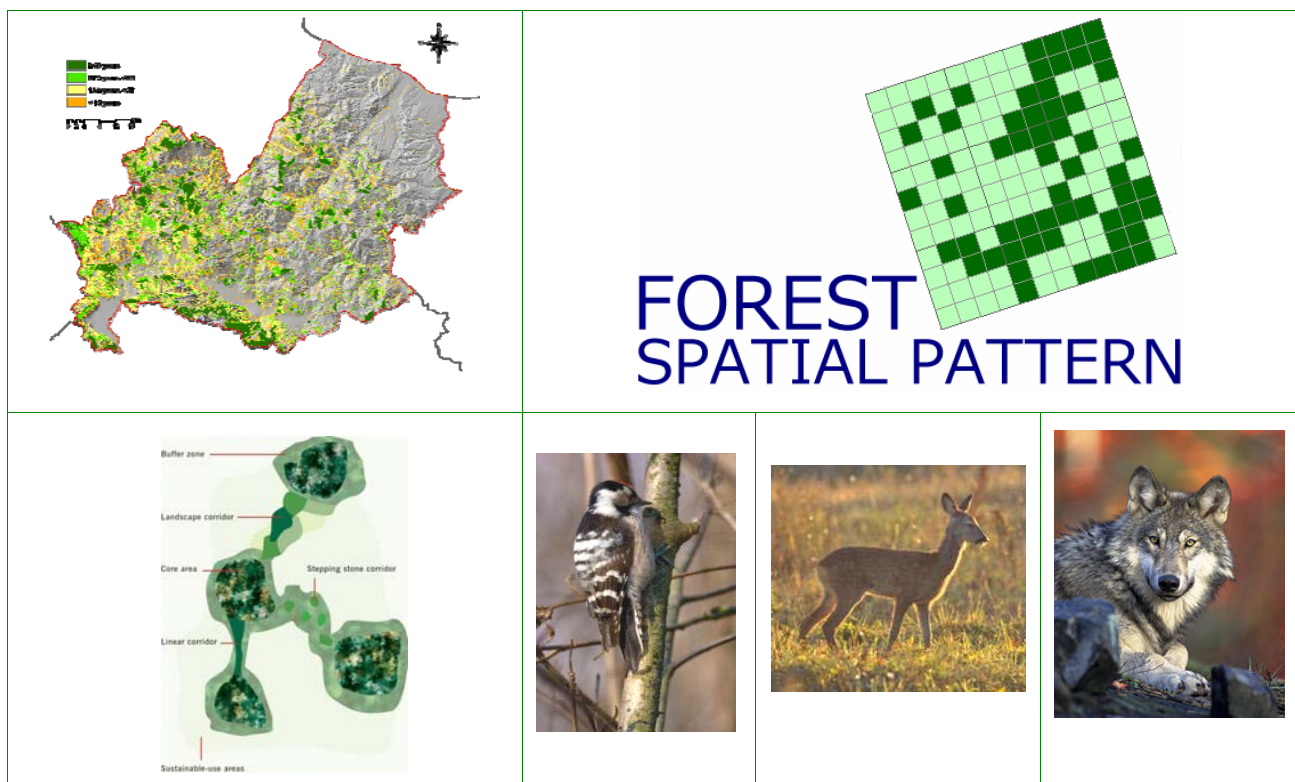 FOREST
SPATIAL PATTERN
Buffer zone
Landscape corridor
Core area
Stepping stone corridor
Linear corridor
Sustainable-use areas